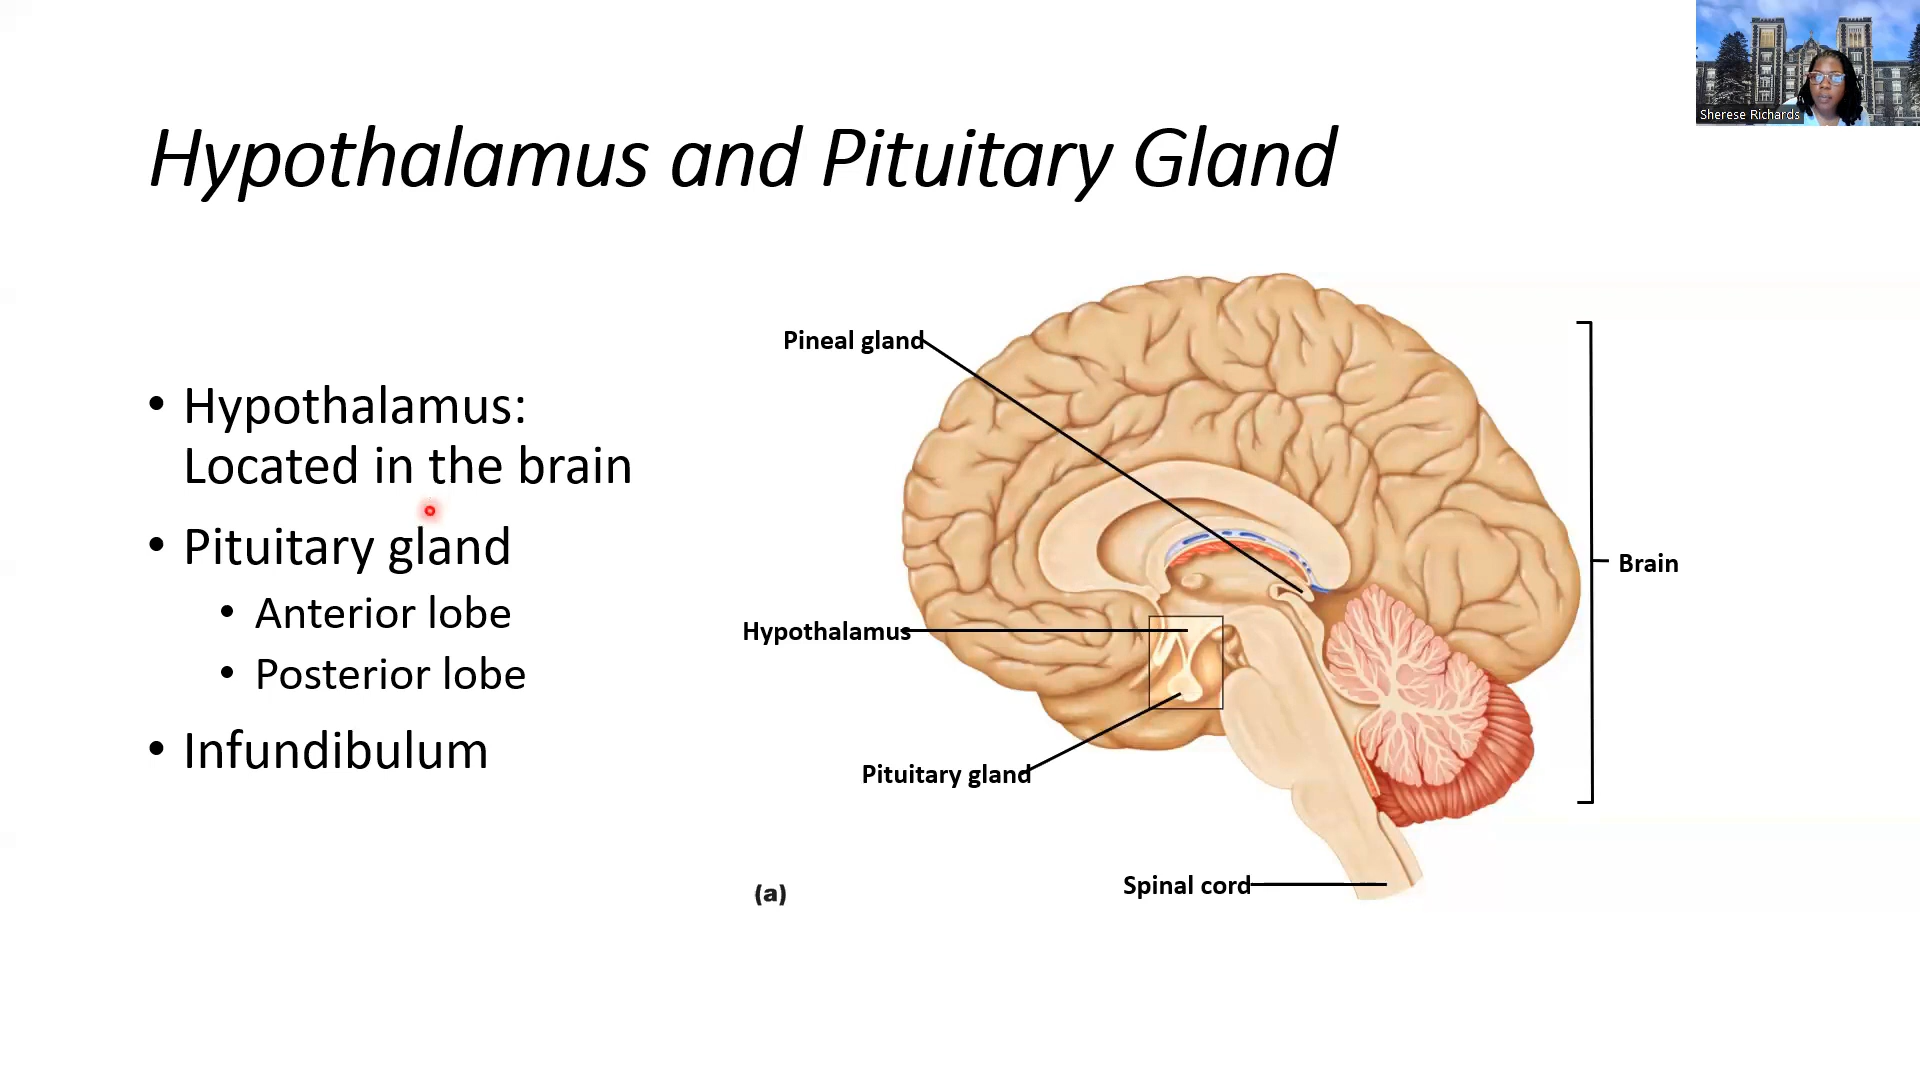 Sherese Richards
Hypothalamus and Pituitary Gland
• Hypothalamus:
Located in the brain
• Pituitary gland
• Anterior lobe
• Posterior lobe
• Infundibulum
Pineal gland
Hypothalamus
Pituitary gland
Brain
Spinal cord
(a)